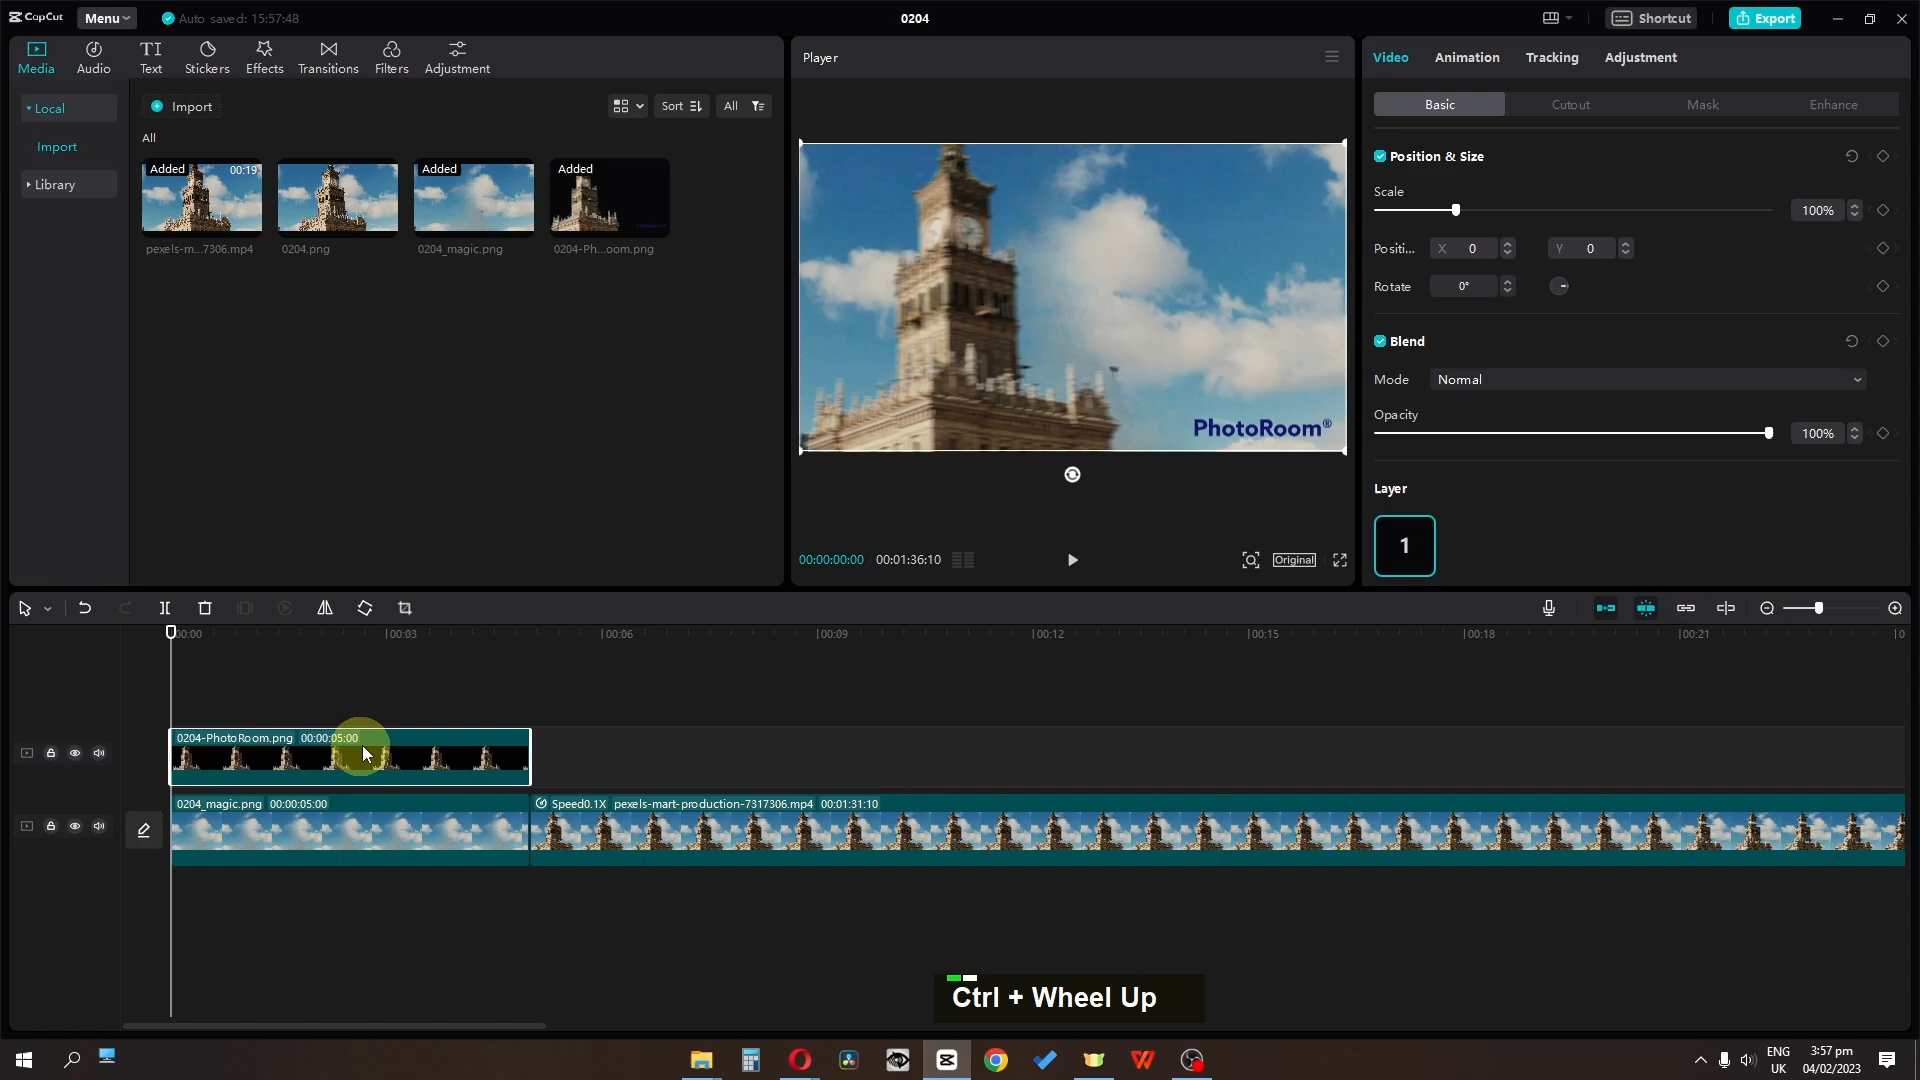 CapCut
Menu
Auto saved: 15:57:48
0204
Shortcut
Export
Media
Audio
Text
Stickers
Effects
Transitions
Filters
Adjustment
Local
Import
Library
Import
Sort
All
All
Added
00:19
Added
Added
pexels-m...7306.mp4
0204.png
0204_magic.png
0204-Ph...oom.png
Player
PhotoRoom®
00:00:00:00
00:01:36:10
Original
Video
Animation
Tracking
Adjustment
Basic
Cutout
Mask
Enhance
Position & Size
Scale
100%
Positi...
X 0
Y 0
Rotate
0°
Blend
Mode
Normal
Opacity
100%
Layer
1
00:00
00:03
00:06
00:09
00:12
00:15
00:18
00:21
0
0204-PhotoRoom.png 00:00:05:00
0204_magic.png 00:00:05:00
Speed0.1X pexels-mart-production-7317306.mp4 00:01:31:10
Ctrl + Wheel Up
ENG
UK
3:57 pm
04/02/2023